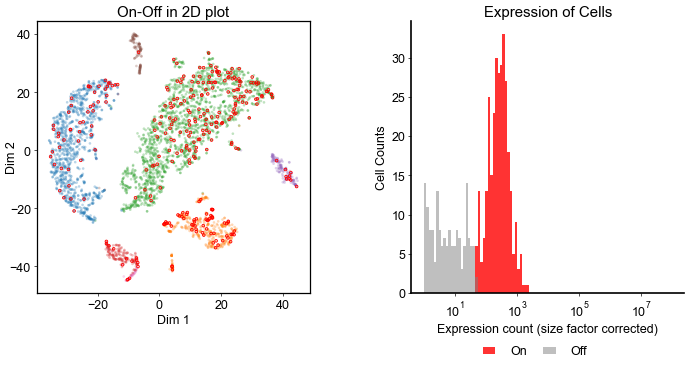 On-Off in 2D plot
40
20
0
−20
−40
Dim 2
−20 0 20 40
Dim 1
Expression of Cells
30
25
20
15
10
5
0
Cell Counts
10^1 10^3 10^5 10^7
Expression count (size factor corrected)
On Off